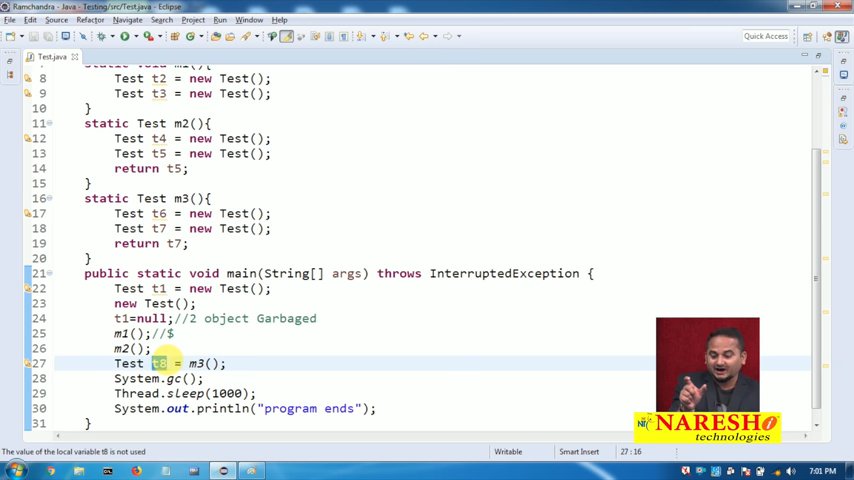 Ramchandra - Java - Testing/src/Test.java - Eclipse
File Edit Source Refactor Navigate Search Project Run Window Help
Quick Access
Test.java
static void m1(){
8 Test t2 = new Test();
9 Test t3 = new Test();
10 }
11 static Test m2(){
12 Test t4 = new Test();
13 Test t5 = new Test();
14 return t5;
15 }
16 static Test m3(){
17 Test t6 = new Test();
18 Test t7 = new Test();
19 return t7;
20 }
21 public static void main(String[] args) throws InterruptedException {
22 Test t1 = new Test();
23 new Test();
24 t1=null;//2 object Garbaged
25 m1();//$
26 m2();
27 Test t8 = m3();
28 System.gc();
29 Thread.sleep(1000);
30 System.out.println("program ends");
31 }
NARESH i
technologies
The value of the local variable t8 is not used
Writable
Smart Insert
27 : 16
7:01 PM